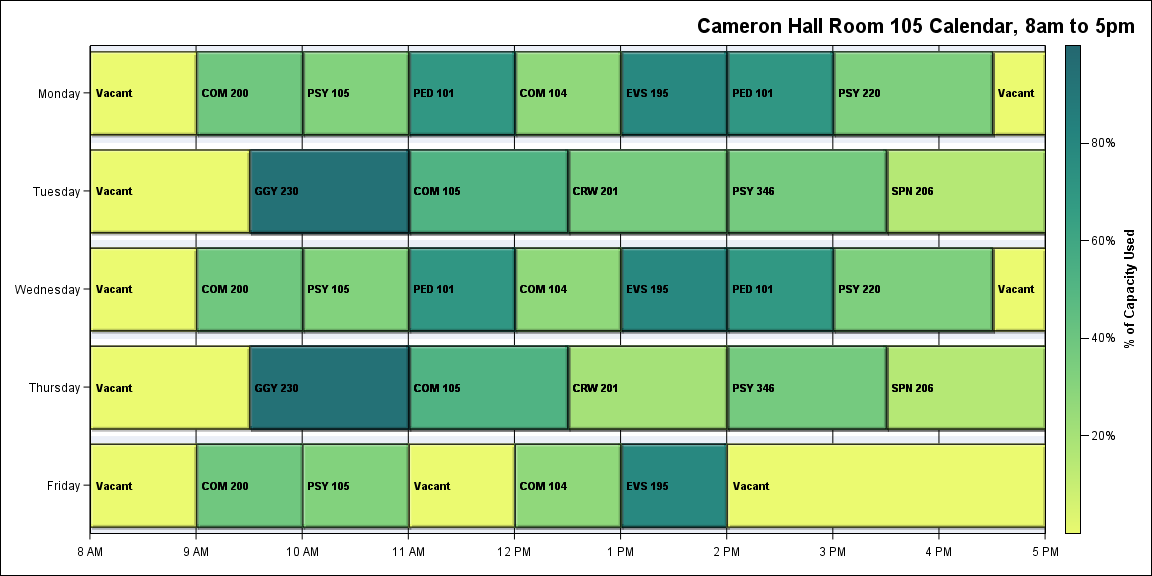 Cameron Hall Room 105 Calendar, 8am to 5pm
Monday
Vacant
COM 200
PSY 105
PED 101
COM 104
EVS 195
PED 101
PSY 220
Vacant
Tuesday
Vacant
GGY 230
COM 105
CRW 201
PSY 346
SPN 206
Wednesday
Vacant
COM 200
PSY 105
PED 101
COM 104
EVS 195
PED 101
PSY 220
Vacant
Thursday
Vacant
GGY 230
COM 105
CRW 201
PSY 346
SPN 206
Friday
Vacant
COM 200
PSY 105
Vacant
COM 104
EVS 195
Vacant
8 AM
9 AM
10 AM
11 AM
12 PM
1 PM
2 PM
3 PM
4 PM
5 PM
80%
60%
40%
20%
% of Capacity Used